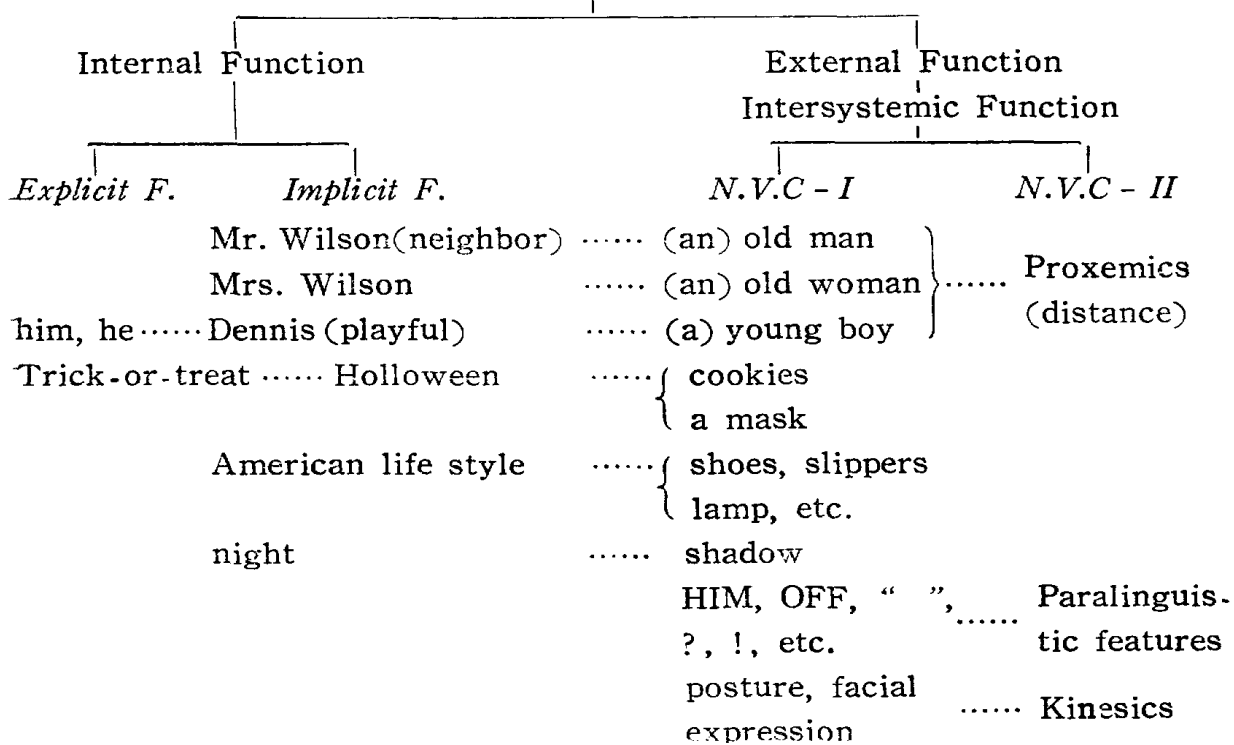 Internal Function External Function
Intersystemic Function
Explicit F. Implicit F. N.V.C - I N.V.C - II
Mr. Wilson(neighbor) ...... (an) old man
Mrs. Wilson ...... (an) old woman ...... Proxemics
(distance)
him, he ...... Dennis (playful) ...... (a) young boy
Trick-or-treat ...... Holloween ...... { cookies
a mask
American life style ...... { shoes, slippers
lamp, etc.
night ...... shadow
HIM, OFF, “ ”, ...... Paralinguis-
?, !, etc. tic features
posture, facial
expression ...... Kinesics